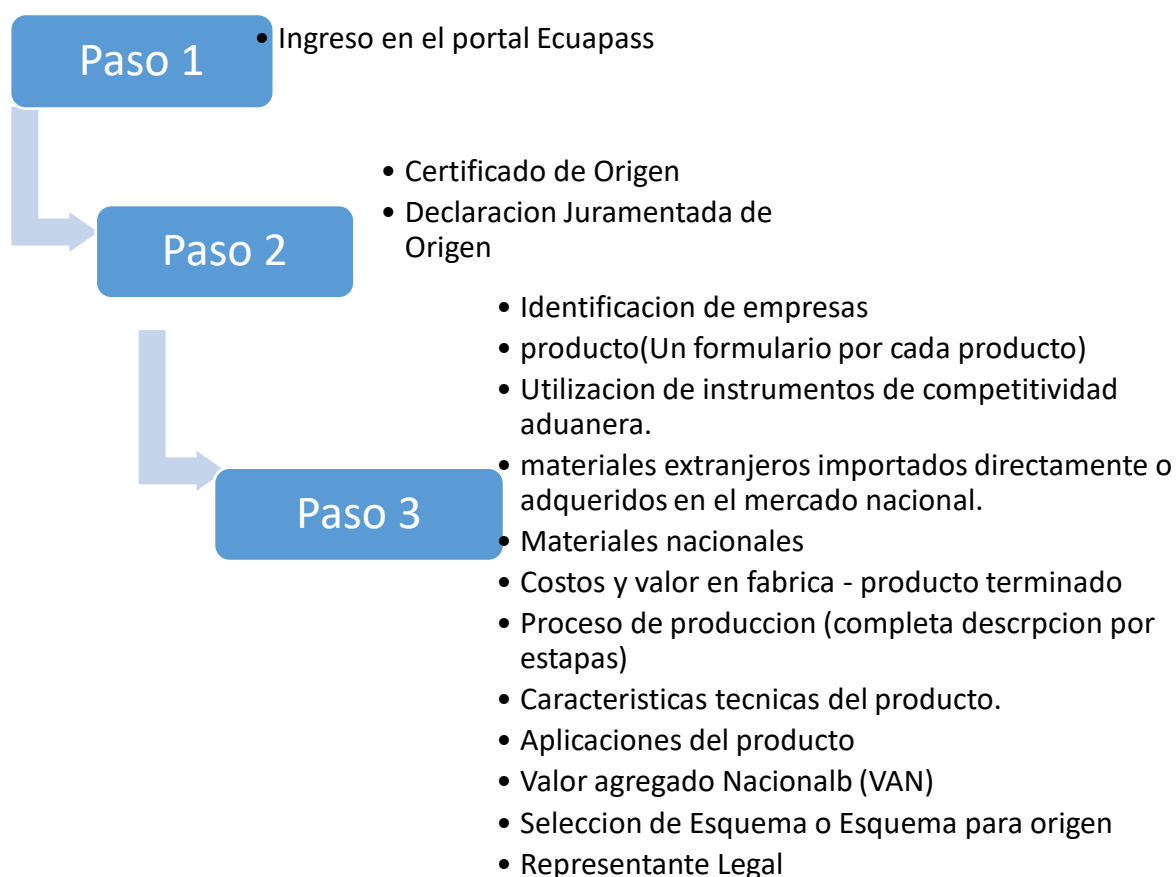 Paso 1
• Ingreso en el portal Ecuapass
Paso 2
• Certificado de Origen
• Declaracion Juramentada de
Origen
Paso 3
• Identificacion de empresas
• producto(Un formulario por cada producto)
• Utilizacion de instrumentos de competitividad
aduanera.
• materiales extranjeros importados directamente o
adqueridos en el mercado nacional.
• Materiales nacionales
• Costos y valor en fabrica - producto terminado
• Proceso de produccion (completa descrpcion por
estapas)
• Caracteristicas tecnicas del producto.
• Aplicaciones del producto
• Valor agregado Nacionalb (VAN)
• Seleccion de Esquema o Esquema para origen
• Representante Legal